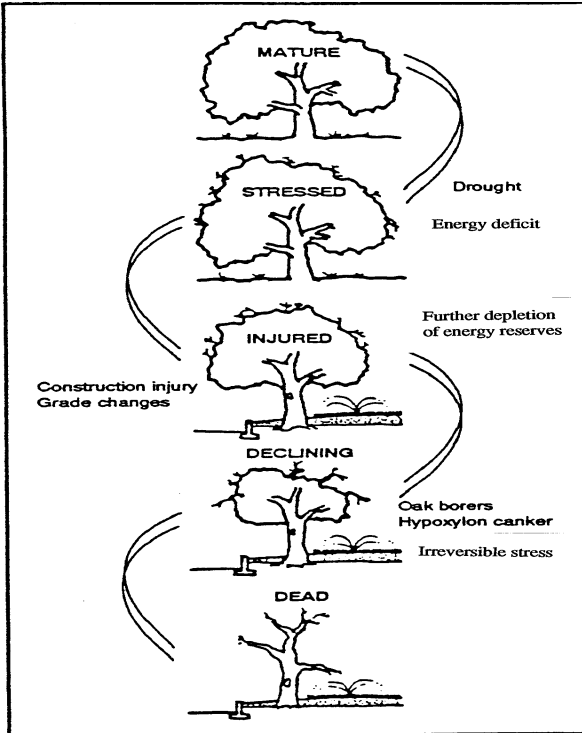 MATURE
STRESSED
Drought
Energy deficit
Further depletion
of energy reserves
INJURED
Construction injury
Grade changes
DECLINING
Oak borers
Hypoxylon canker
Irreversible stress
DEAD